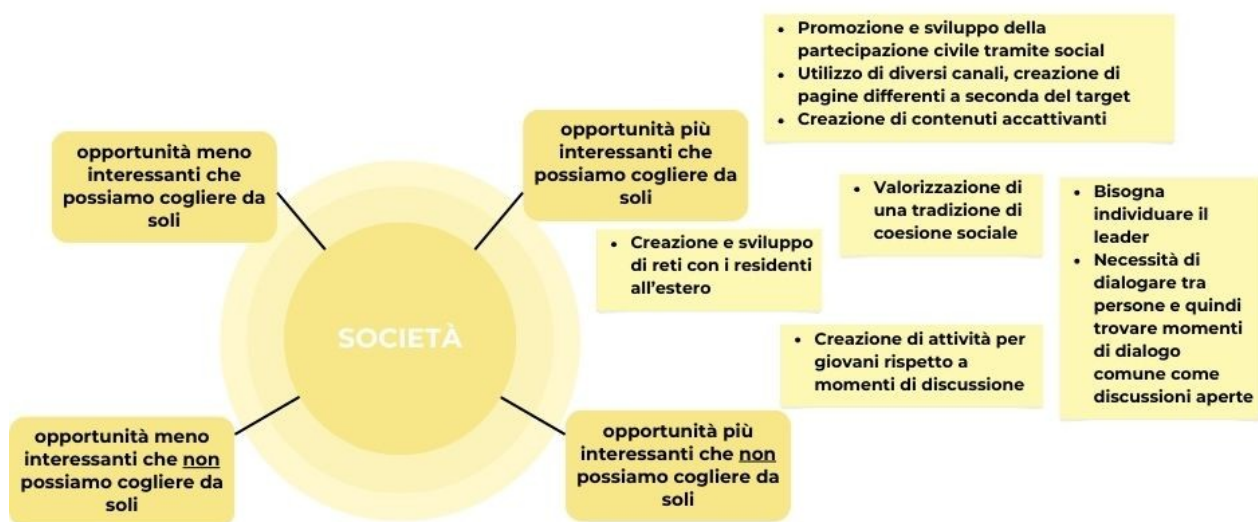 • Promozione e sviluppo della
partecipazione civile tramite social
• Utilizzo di diversi canali, creazione di
pagine differenti a seconda del target
• Creazione di contenuti accattivanti
opportunità meno
interessanti che
possiamo cogliere da
soli
opportunità più
interessanti che
possiamo cogliere da
soli
• Valorizzazione di
una tradizione di
coesione sociale
• Bisogna
individuare il
leader
• Necessità di
dialogare tra
persone e quindi
trovare momenti
di dialogo
comune come
discussioni aperte
• Creazione e sviluppo
di reti con i residenti
all'estero
SOCIETÀ
• Creazione di attività per
giovani rispetto a
momenti di discussione
opportunità meno
interessanti che non
possiamo cogliere da
soli
opportunità più
interessanti che non
possiamo cogliere da
soli